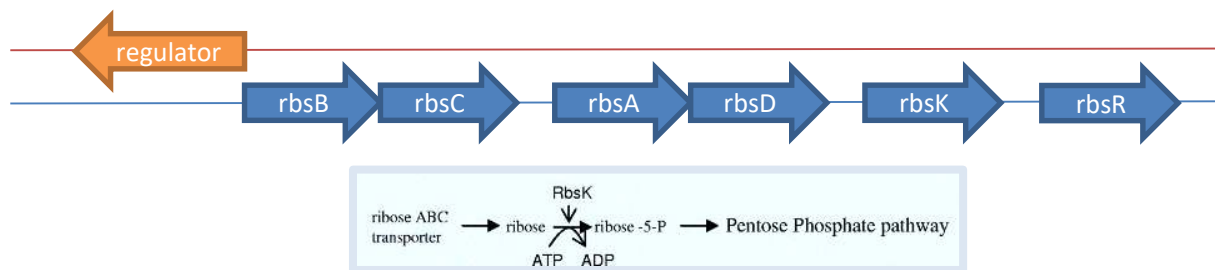 regulator
rbsB rbsC rbsA rbsD rbsK rbsR
RbsK
ribose ABC transporter ribose ribose -5-P Pentose Phosphate pathway
ATP ADP